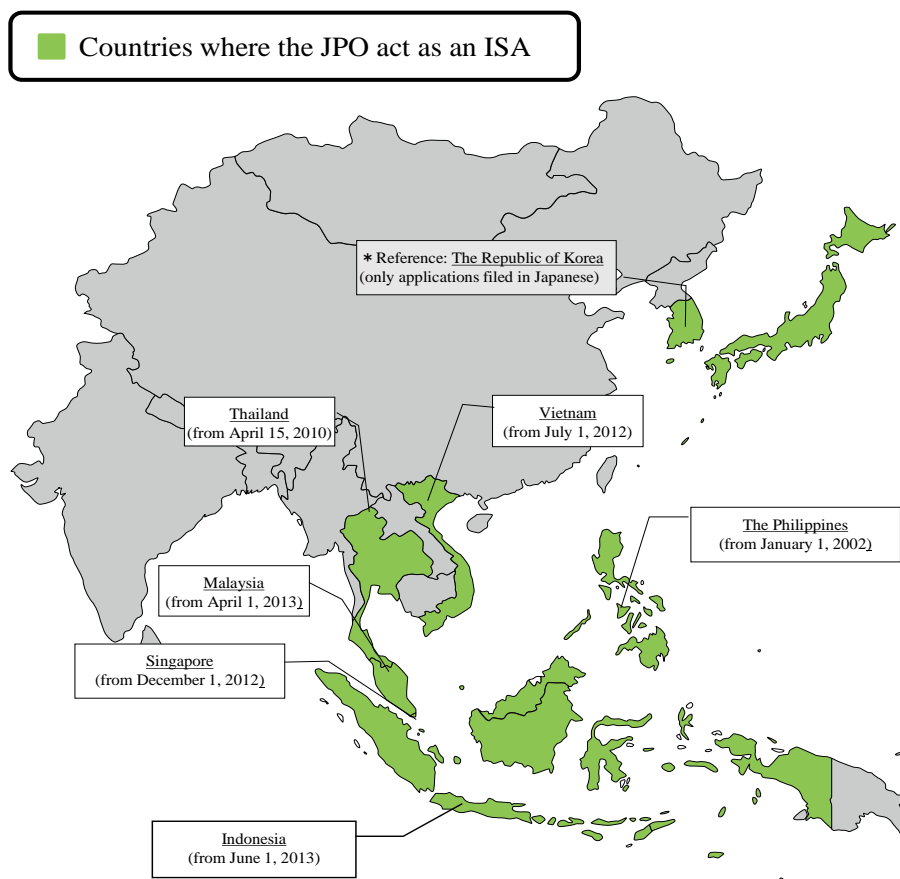 Countries where the JPO act as an ISA
* Reference: The Republic of Korea
(only applications filed in Japanese)
Thailand
(from April 15, 2010)
Vietnam
(from July 1, 2012)
The Philippines
(from January 1, 2002)
Malaysia
(from April 1, 2013)
Singapore
(from December 1, 2012)
Indonesia
(from June 1, 2013)